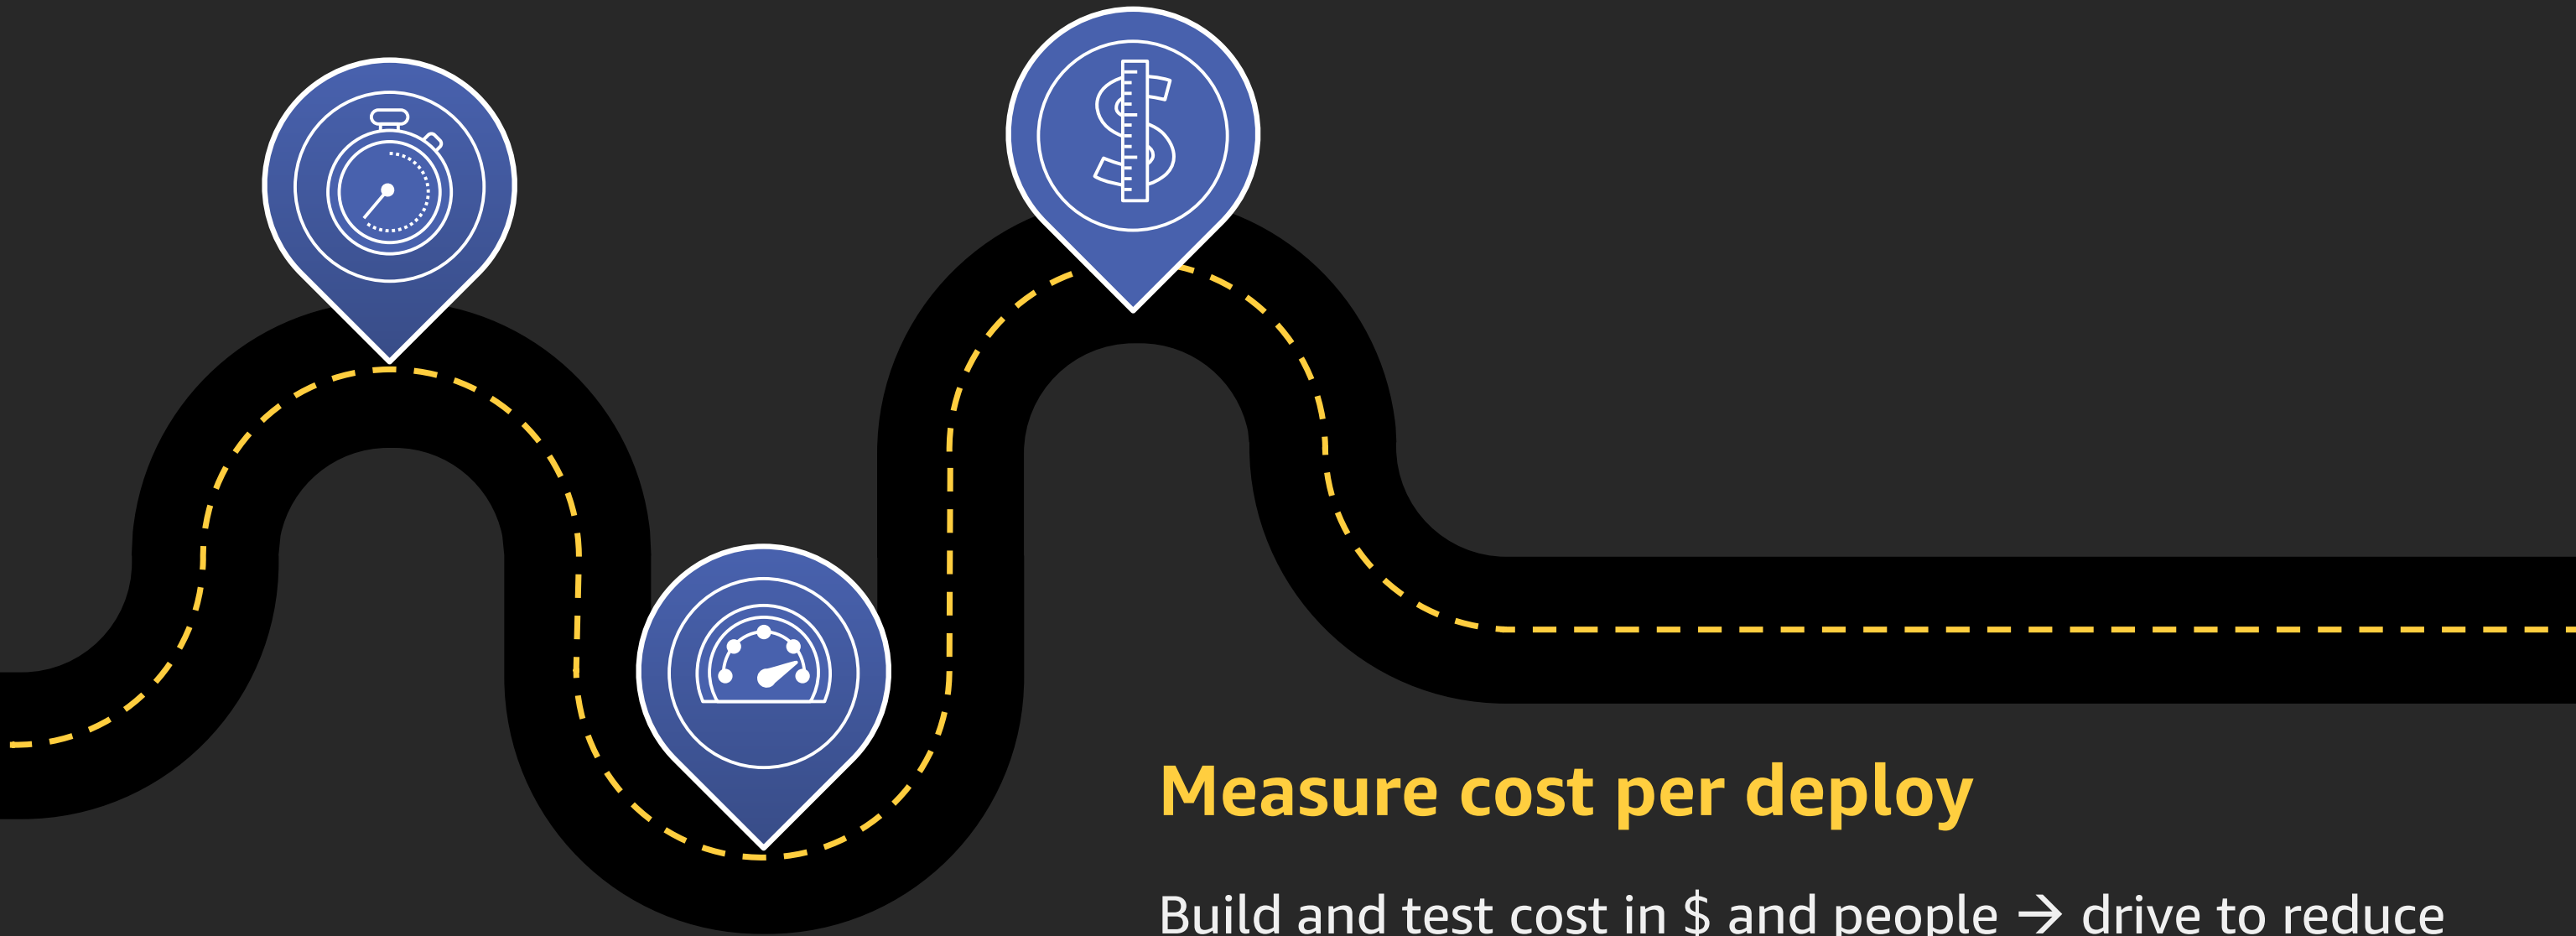 Measure cost per deploy
Build and test cost in $ and people → drive to reduce